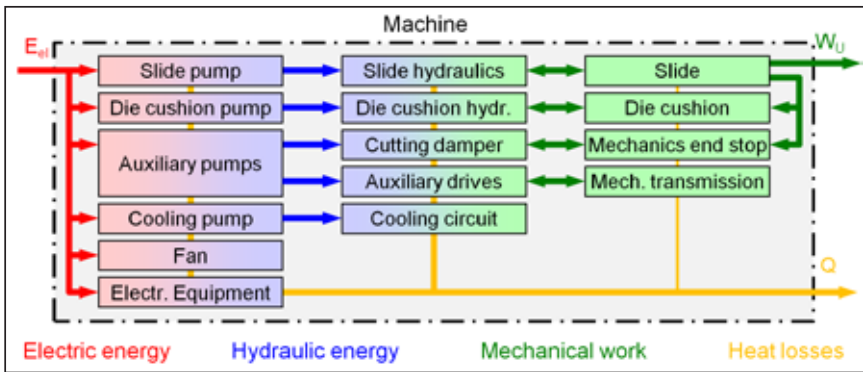 Machine
E_el
W_U
Slide pump
Slide hydraulics
Slide
Die cushion pump
Die cushion hydr.
Die cushion
Auxiliary pumps
Cutting damper
Mechanics end stop
Auxiliary drives
Mech. transmission
Cooling pump
Cooling circuit
Fan
Q
Electr. Equipment
Electric energy
Hydraulic energy
Mechanical work
Heat losses